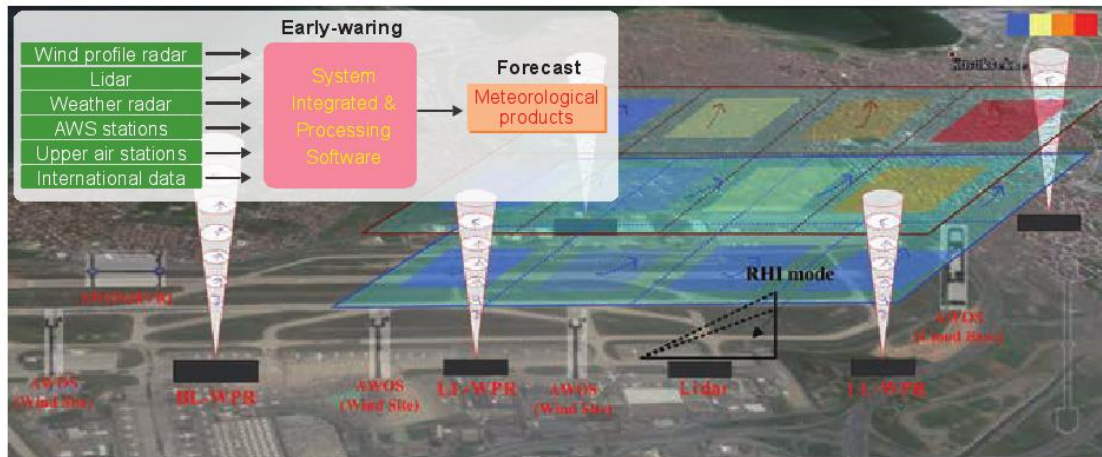 Early-waring
Wind profile radar
Lidar
Weather radar
AWS stations
Upper air stations
International data
System
Integrated &
Processing
Software
Forecast
Meteorological
products
RHI mode
AWOS
(Wind Site)
BL-WPR
AWOS
(Wind Site)
LL-WPR
AWOS
(Wind Site)
Lidar
LL-WPR
AWOS